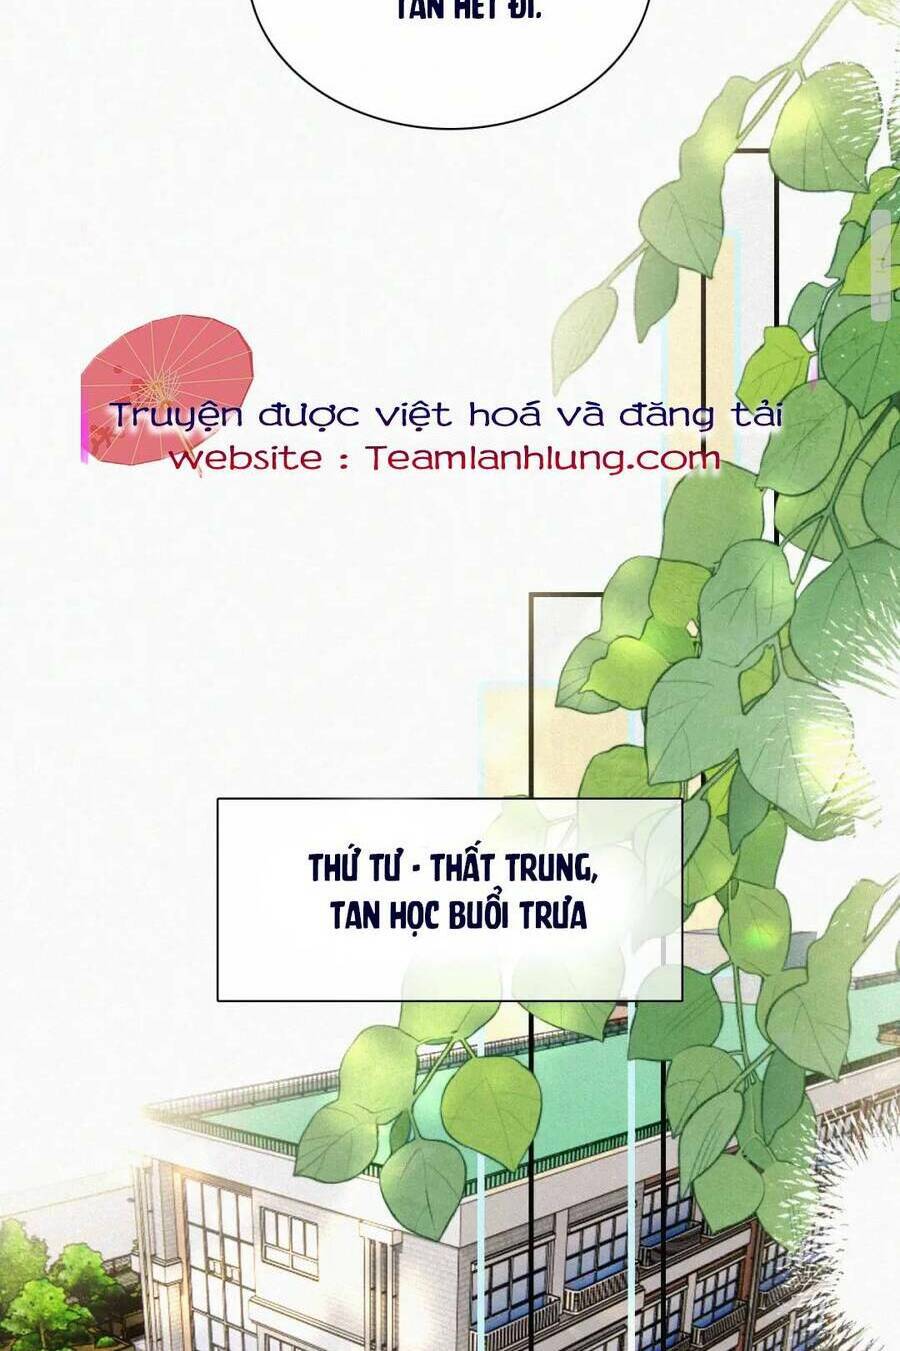 TAN HẾT ĐI.
Truyện được việt hoá và đăng tải
website : Teamlanhlung.com
THỨ TƯ - THẤT TRUNG,
TAN HỌC BUỔI TRƯA